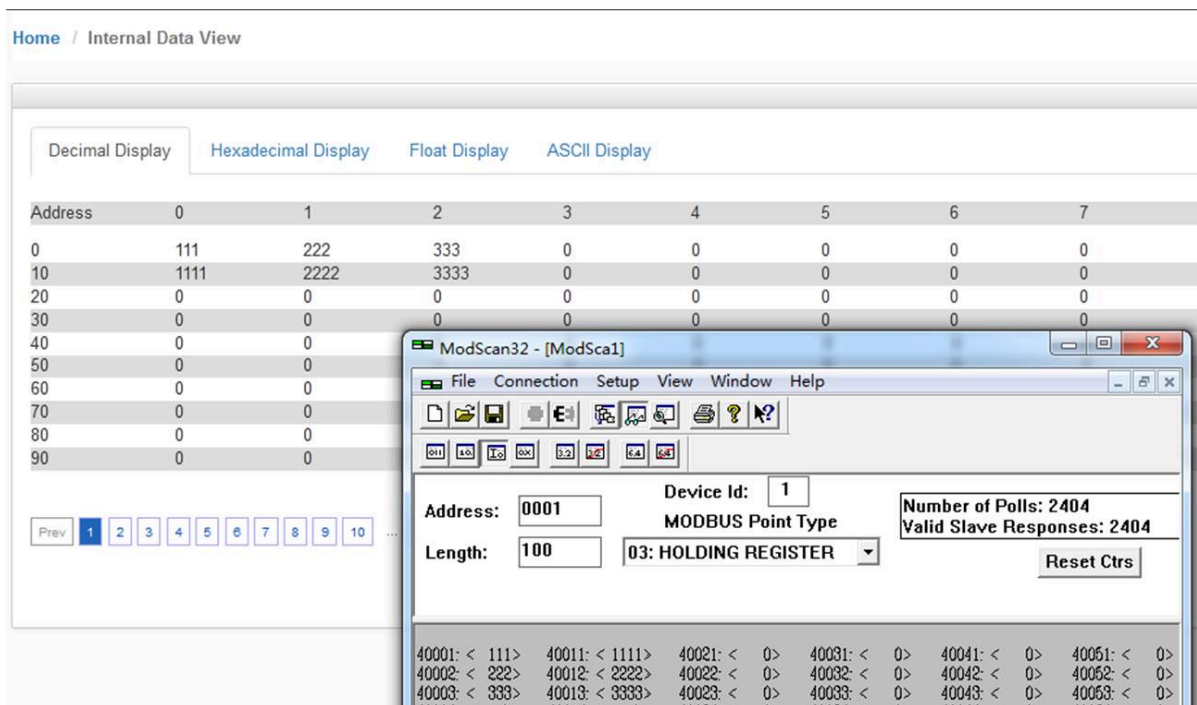 Home / Internal Data View
Decimal Display Hexadecimal Display Float Display ASCII Display
Address 0 1 2 3 4 5 6 7
0 111 222 333 0 0 0 0 0
10 1111 2222 3333 0 0 0 0 0
20 0 0 0 0 0 0 0 0
30 0 0 0 0 0 0 0 0
40 0 0
50 0 0
60 0 0
70 0 0
80 0 0
90 0 0
Prev 1 2 3 4 5 6 7 8 9 10 ...
ModScan32 - [ModSca1]
File Connection Setup View Window Help
Address: 0001
Device Id: 1
MODBUS Point Type
Length: 100
03: HOLDING REGISTER
Number of Polls: 2404
Valid Slave Responses: 2404
Reset Ctrs
40001: < 111> 40011: < 1111> 40021: < 0> 40031: < 0> 40041: < 0> 40051: < 0>
40002: < 222> 40012: < 2222> 40022: < 0> 40032: < 0> 40042: < 0> 40052: < 0>
40003: < 333> 40013: < 3333> 40023: < 0> 40033: < 0> 40043: < 0> 40053: < 0>